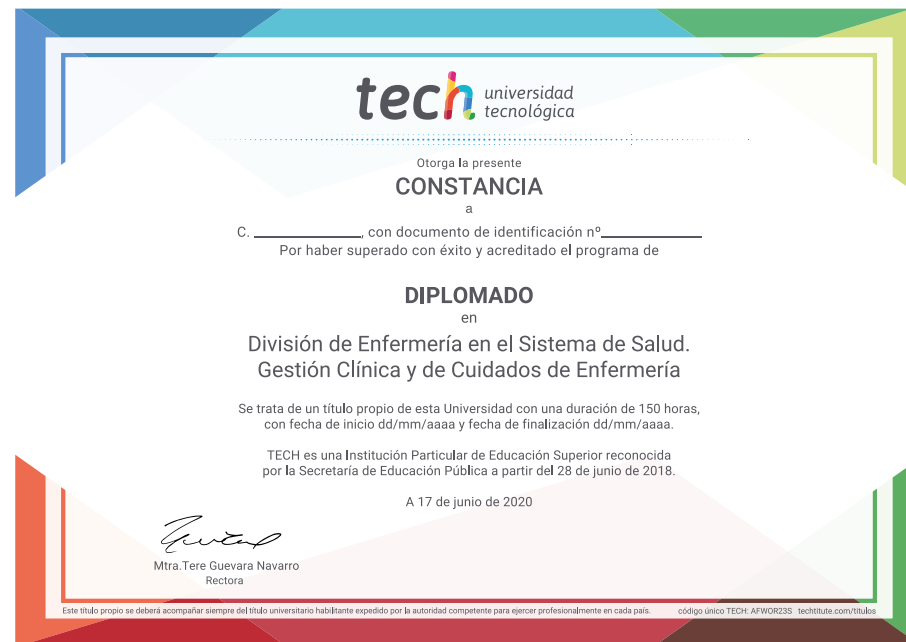 tech universidad
tecnológica
Otorga la presente
CONSTANCIA
a
C. ______________, con documento de identificación nº______________
Por haber superado con éxito y acreditado el programa de
DIPLOMADO
en
División de Enfermería en el Sistema de Salud.
Gestión Clínica y de Cuidados de Enfermería
Se trata de un título propio de esta Universidad con una duración de 150 horas,
con fecha de inicio dd/mm/aaaa y fecha de finalización dd/mm/aaaa.
TECH es una Institución Particular de Educación Superior reconocida
por la Secretaría de Educación Pública a partir del 28 de junio de 2018.
A 17 de junio de 2020
Mtra.Tere Guevara Navarro
Rectora
Este título propio se deberá acompañar siempre del título universitario habilitante expedido por la autoridad competente para ejercer profesionalmente en cada país. código único TECH: AFWOR23S techtitute.com/titulos